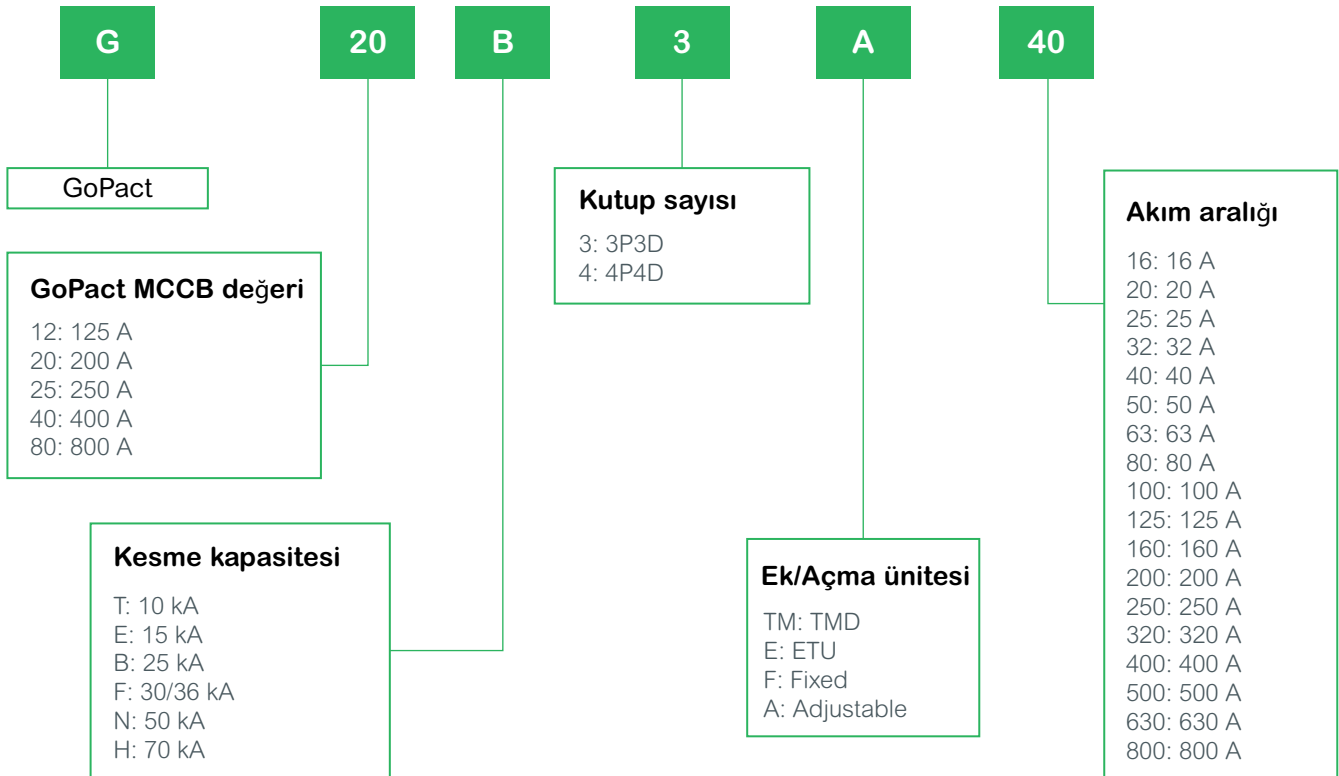 G 20 B 3 A 40
GoPact
GoPact MCCB değeri
12: 125 A
20: 200 A
25: 250 A
40: 400 A
80: 800 A
Kesme kapasitesi
T: 10 kA
E: 15 kA
B: 25 kA
F: 30/36 kA
N: 50 kA
H: 70 kA
Kutup sayısı
3: 3P3D
4: 4P4D
Ek/Açma ünitesi
TM: TMD
E: ETU
F: Fixed
A: Adjustable
Akım aralığı
16: 16 A
20: 20 A
25: 25 A
32: 32 A
40: 40 A
50: 50 A
63: 63 A
80: 80 A
100: 100 A
125: 125 A
160: 160 A
200: 200 A
250: 250 A
320: 320 A
400: 400 A
500: 500 A
630: 630 A
800: 800 A